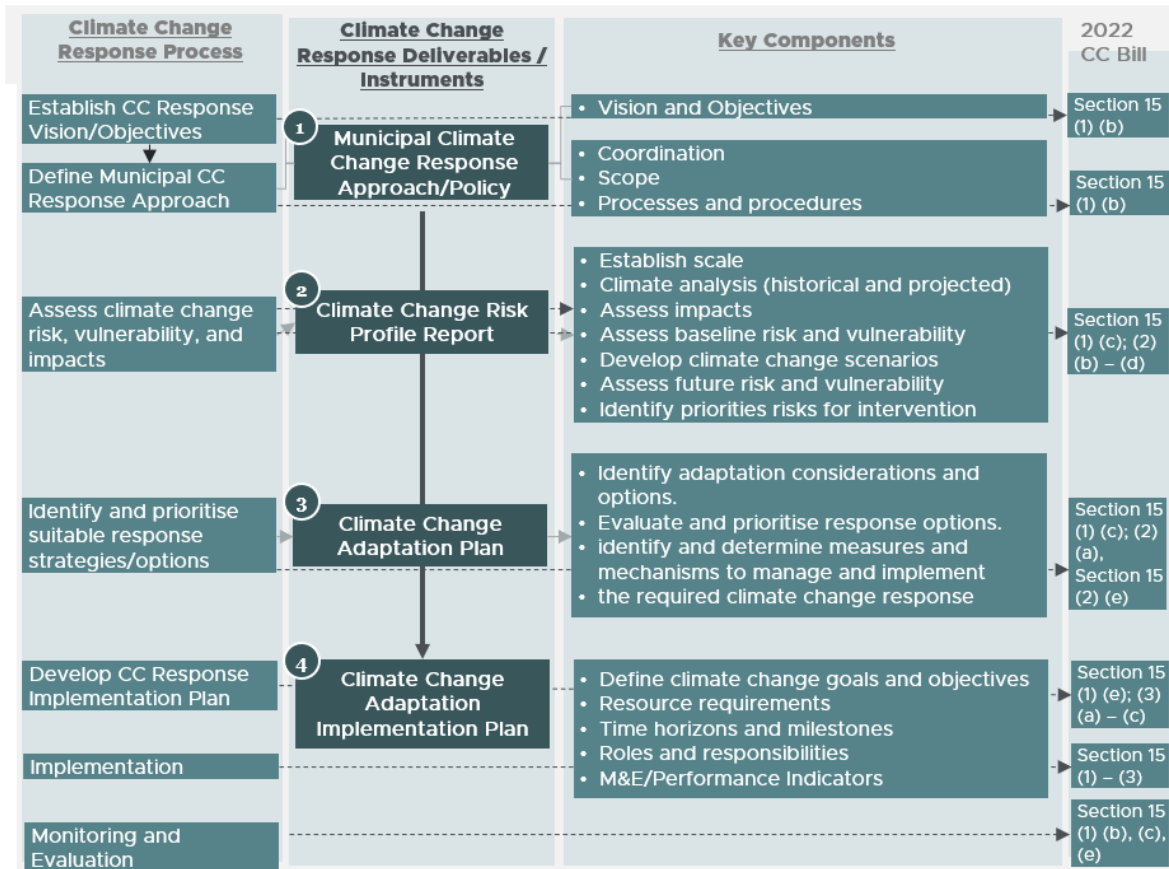 Climate Change
Response Process
Climate Change
Response Deliverables /
Instruments
Key Components
2022
CC Bill
Establish CC Response
Vision/Objectives
Define Municipal CC
Response Approach
1
Municipal Climate
Change Response
Approach/Policy
• Vision and Objectives
• Coordination
• Scope
• Processes and procedures
Section 15
(1) (b)
Section 15
(1) (b)
Assess climate change
risk, vulnerability, and
impacts
2
Climate Change Risk
Profile Report
• Establish scale
• Climate analysis (historical and projected)
• Assess impacts
• Assess baseline risk and vulnerability
• Develop climate change scenarios
• Assess future risk and vulnerability
• Identify priorities risks for intervention
Section 15
(1) (c); (2)
(b) – (d)
Identify and prioritise
suitable response
strategies/options
3
Climate Change
Adaptation Plan
• Identify adaptation considerations and
options.
• Evaluate and prioritise response options.
• identify and determine measures and
mechanisms to manage and implement
• the required climate change response
Section 15
(1) (c); (2)
(a),
Section 15
(2) (e)
Develop CC Response
Implementation Plan
4
Climate Change
Adaptation
Implementation Plan
• Define climate change goals and objectives
• Resource requirements
• Time horizons and milestones
• Roles and responsibilities
• M&E/Performance Indicators
Section 15
(1) (e); (3)
(a) – (c)
Implementation
Section 15
(1) – (3)
Monitoring and
Evaluation
Section 15
(1) (b), (c),
(e)